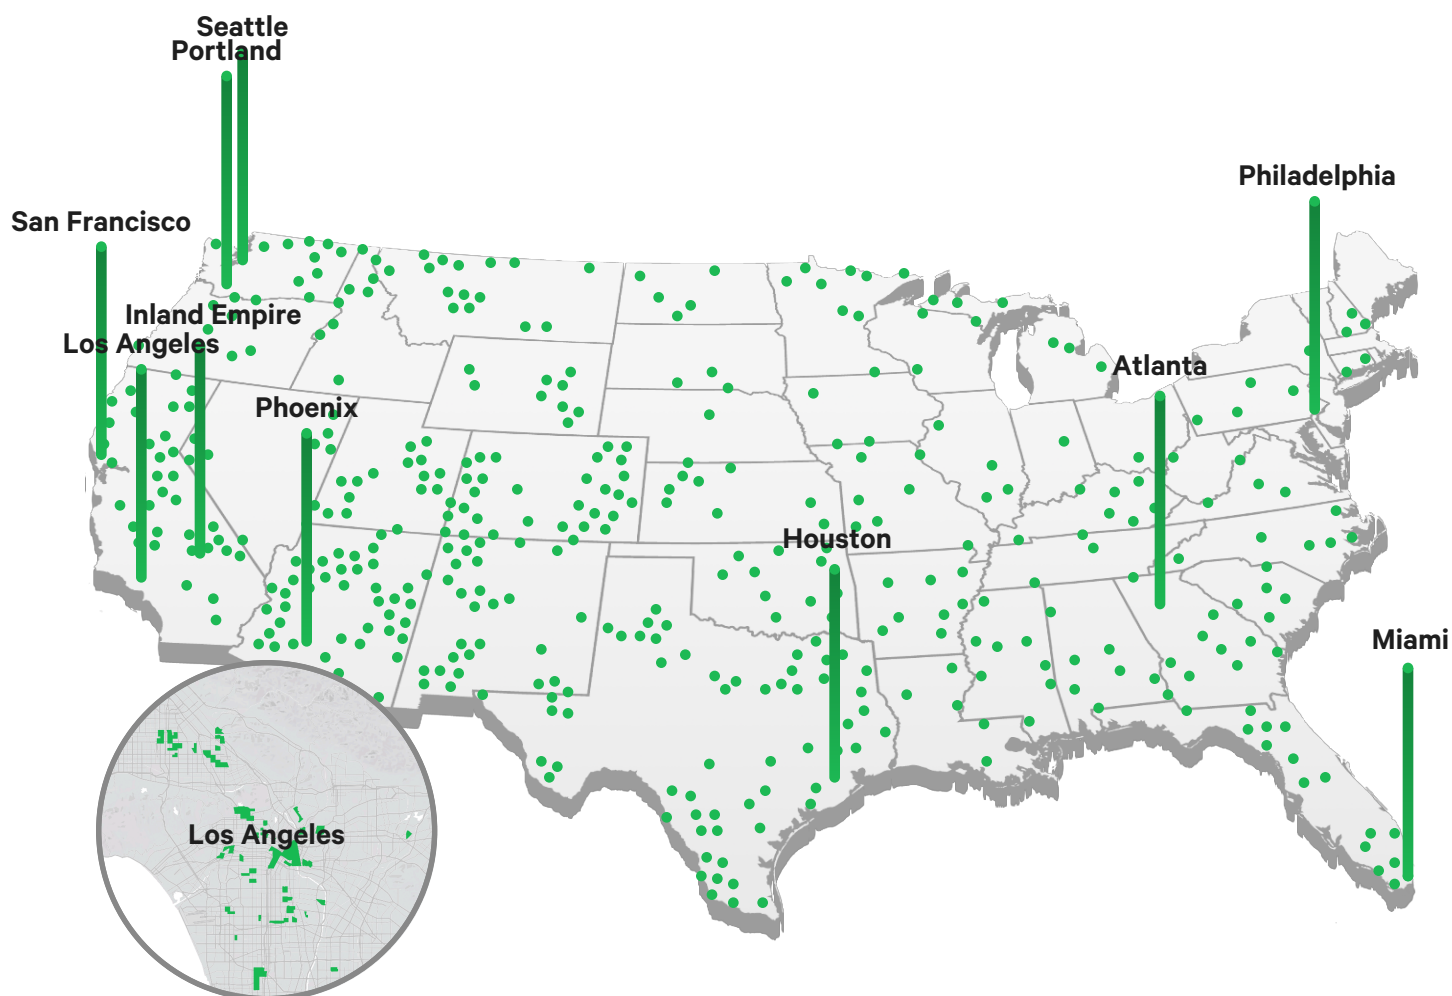 Seattle
Portland
Philadelphia
San Francisco
Inland Empire
Los Angeles
Atlanta
Phoenix
Houston
Miami
Los Angeles